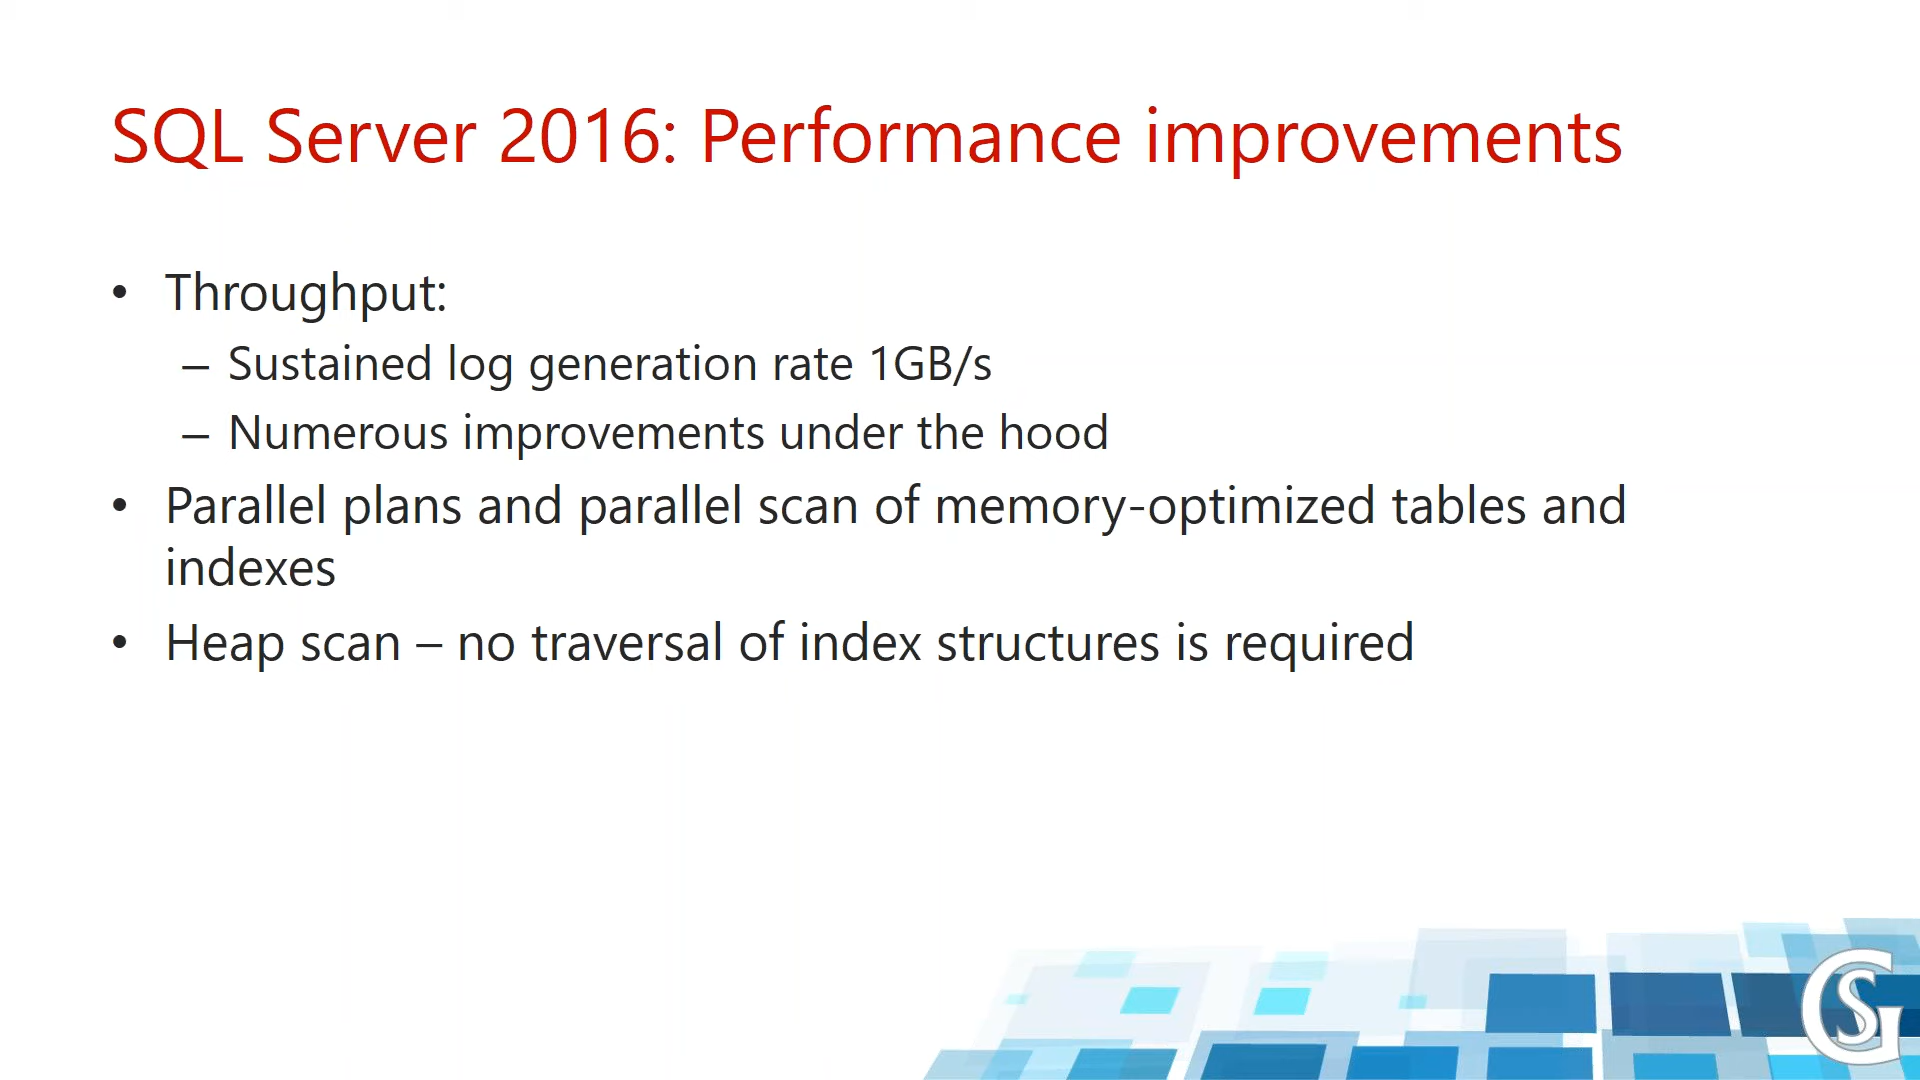 SQL Server 2016: Performance improvements
• Throughput:
– Sustained log generation rate 1GB/s
– Numerous improvements under the hood
• Parallel plans and parallel scan of memory-optimized tables and
indexes
• Heap scan – no traversal of index structures is required
GS